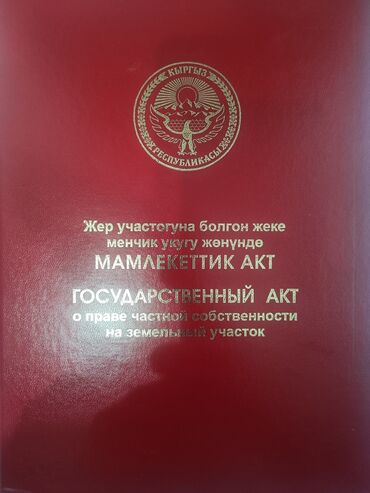 КЫРГЫЗ
РЕСПУБЛИКАСЫ
Жер участогуна болгон жеке
менчик укугу жөнүндө
МАМЛЕКЕТТИК АКТ
ГОСУДАРСТВЕННЫЙ АКТ
о праве частной собственности
на земельный участок